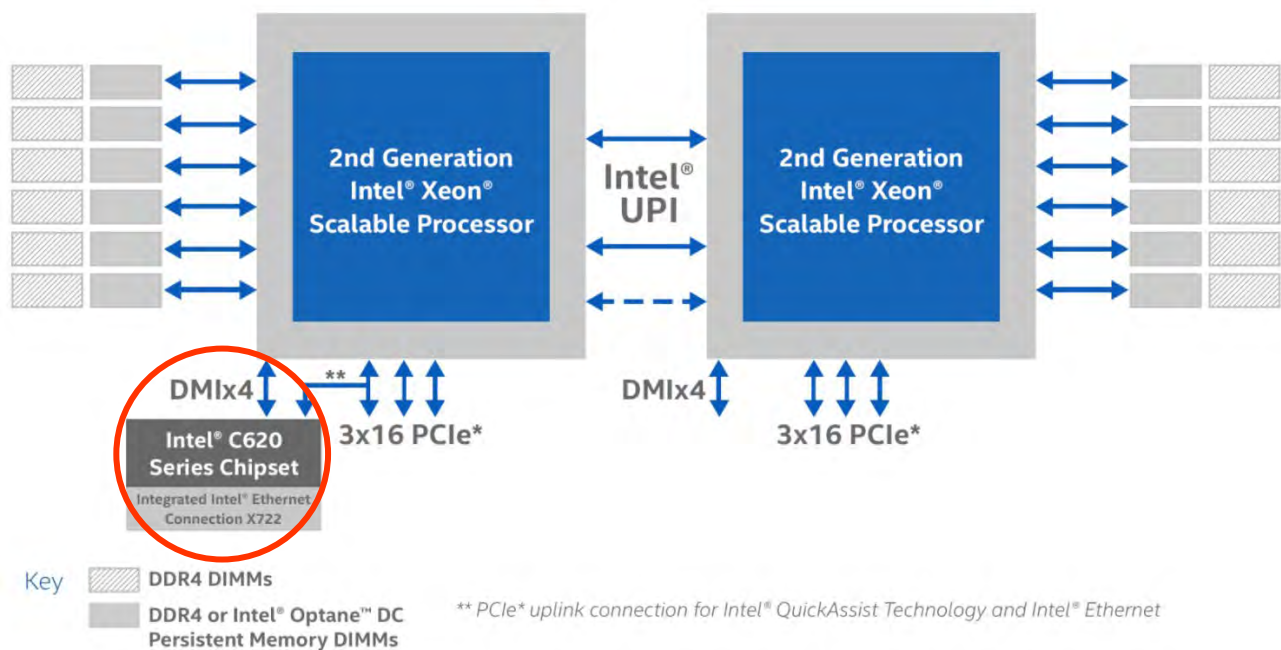 2nd Generation
Intel® Xeon®
Scalable Processor
Intel®
UPI
2nd Generation
Intel® Xeon®
Scalable Processor
DMIx4
**
3x16 PCIe*
DMIx4
3x16 PCIe*
Intel® C620
Series Chipset
Integrated Intel® Ethernet
Connection X722
Key
DDR4 DIMMs
DDR4 or Intel® Optane™ DC
Persistent Memory DIMMs
** PCIe* uplink connection for Intel® QuickAssist Technology and Intel® Ethernet